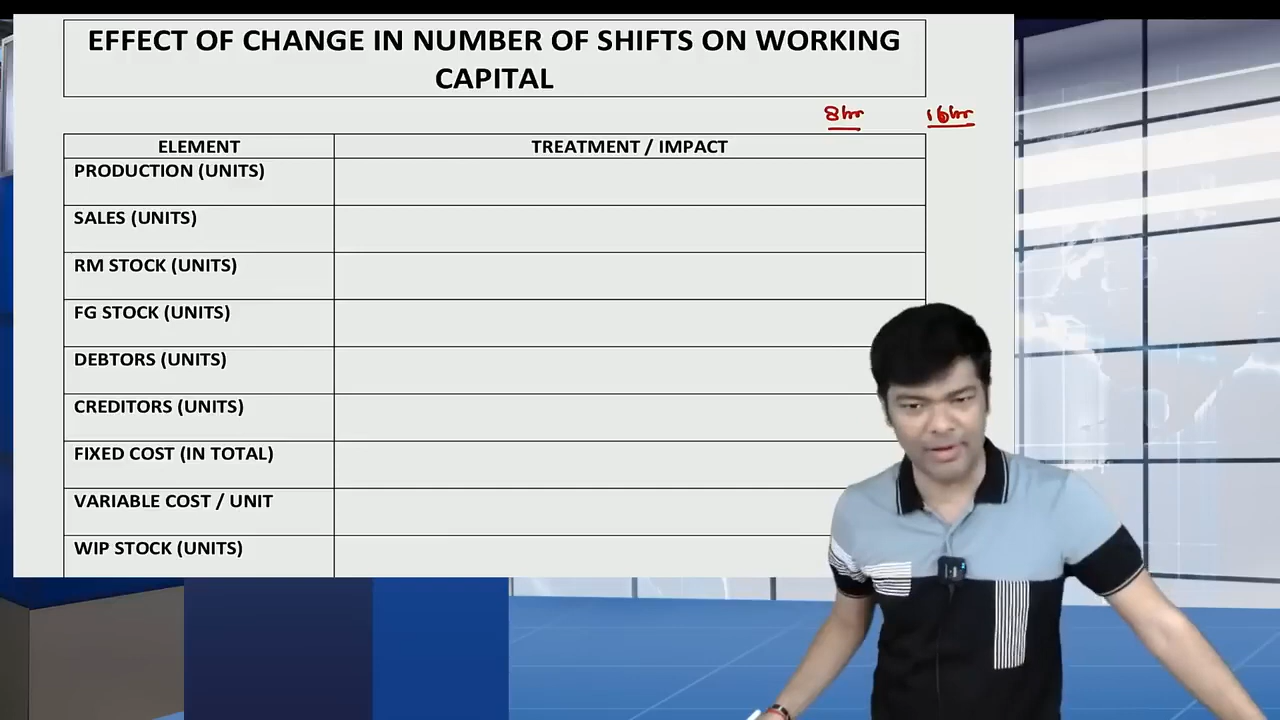 EFFECT OF CHANGE IN NUMBER OF SHIFTS ON WORKING
CAPITAL
8hr 16hr
ELEMENT TREATMENT / IMPACT
PRODUCTION (UNITS)
SALES (UNITS)
RM STOCK (UNITS)
FG STOCK (UNITS)
DEBTORS (UNITS)
CREDITORS (UNITS)
FIXED COST (IN TOTAL)
VARIABLE COST / UNIT
WIP STOCK (UNITS)